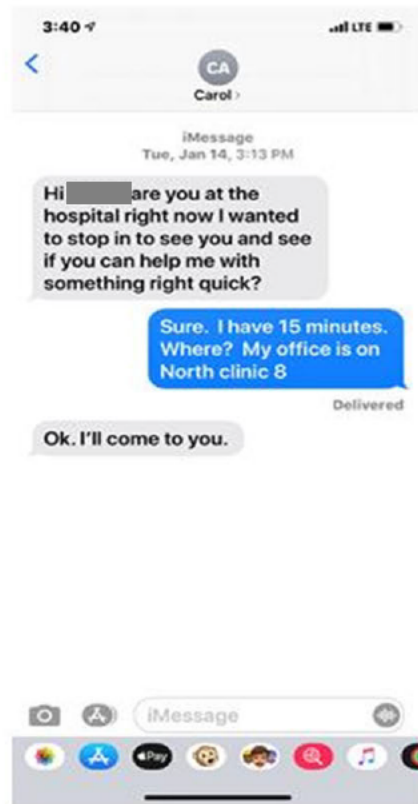 3:40
LTE
CA
Carol
iMessage
Tue, Jan 14, 3:13 PM
Hi are you at the
hospital right now I wanted
to stop in to see you and see
if you can help me with
something right quick?
Sure. I have 15 minutes.
Where? My office is on
North clinic 8
Delivered
Ok. I'll come to you.
iMessage
Pay